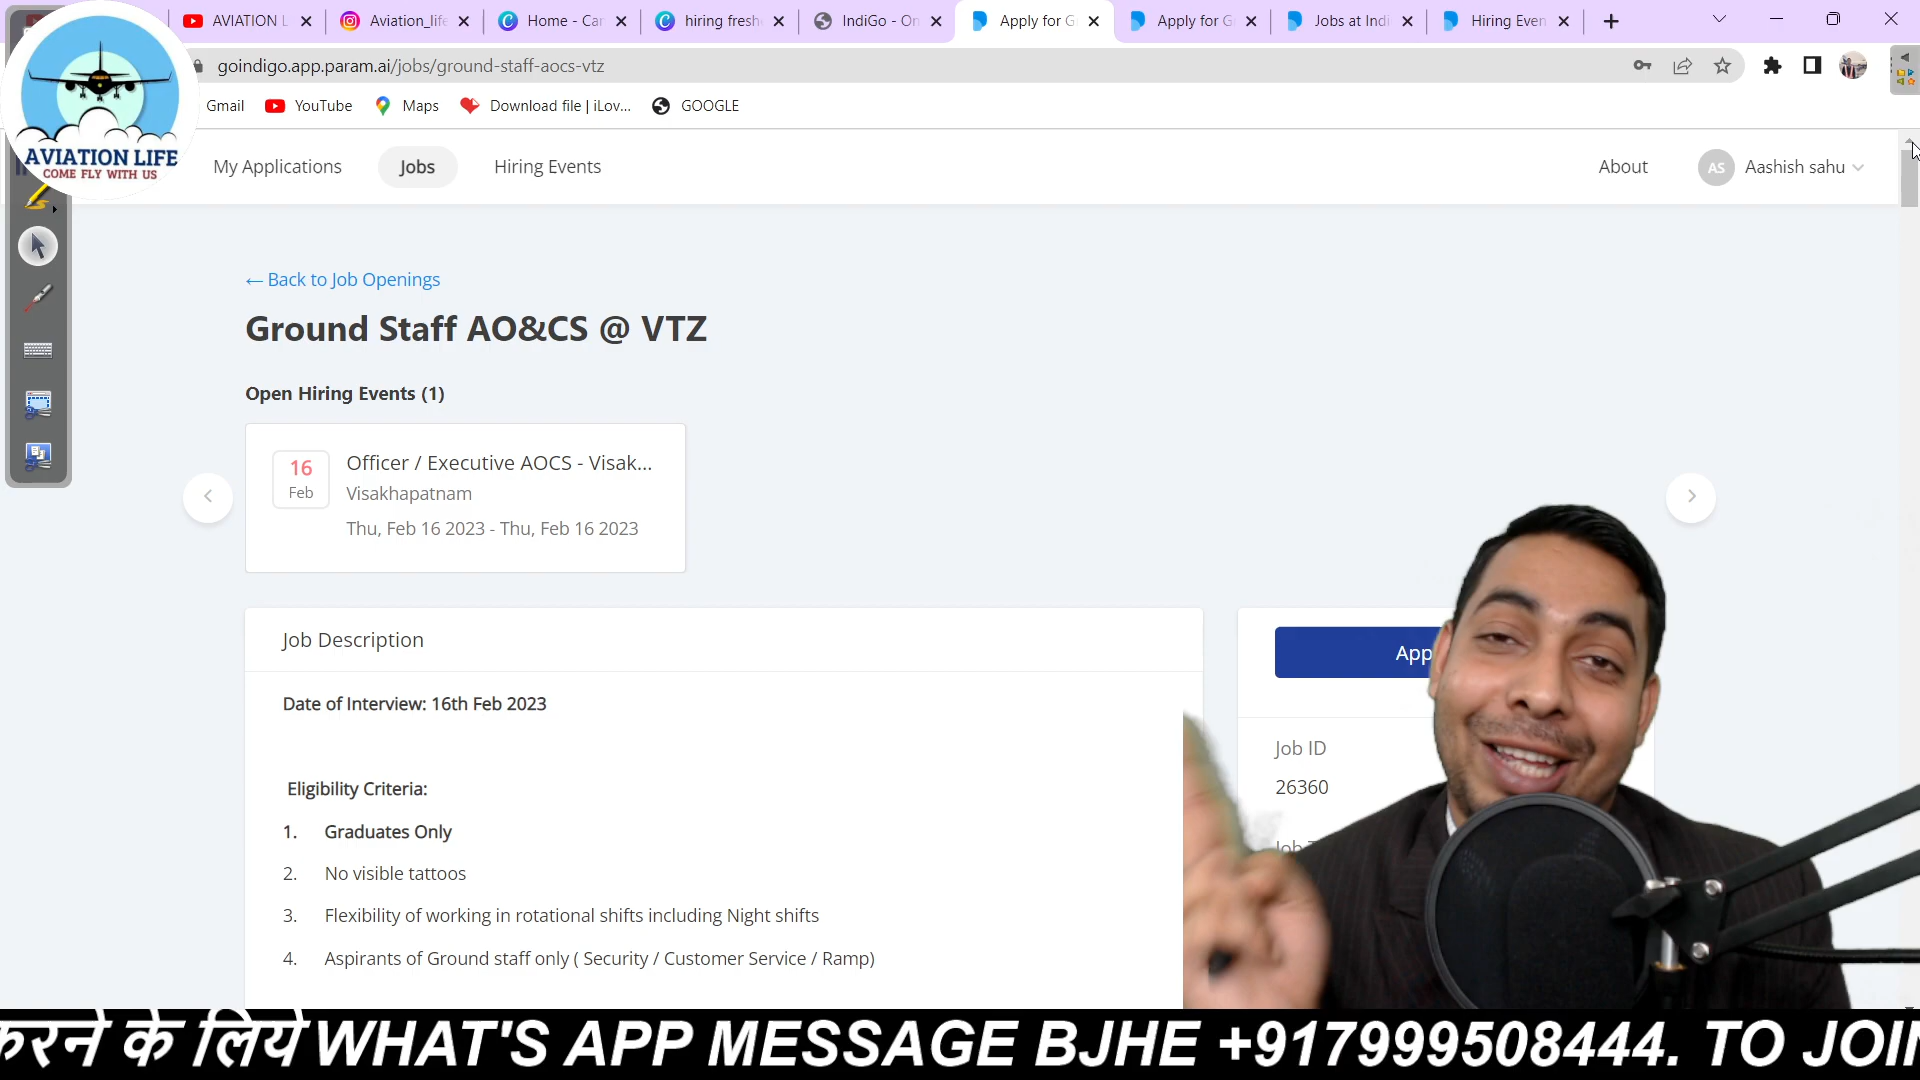 AVIATION L
Aviation_life
Home - Can
hiring fresh
IndiGo - On
Apply for G
Apply for G
Jobs at Indi
Hiring Even
goindigo.app.param.ai/jobs/ground-staff-aocs-vtz
Gmail
YouTube
Maps
Download file | iLov...
GOOGLE
AVIATION LIFE
COME FLY WITH US
My Applications
Jobs
Hiring Events
About
AS
Aashish sahu
← Back to Job Openings
Ground Staff AO&CS @ VTZ
Open Hiring Events (1)
16
Feb
Officer / Executive AOCS - Visak...
Visakhapatnam
Thu, Feb 16 2023 - Thu, Feb 16 2023
Job Description
App
Date of Interview: 16th Feb 2023
Job ID
26360
Eligibility Criteria:
1. Graduates Only
2. No visible tattoos
3. Flexibility of working in rotational shifts including Night shifts
4. Aspirants of Ground staff only ( Security / Customer Service / Ramp)
करने के लिये WHAT'S APP MESSAGE BJHE +917999508444. TO JOIN